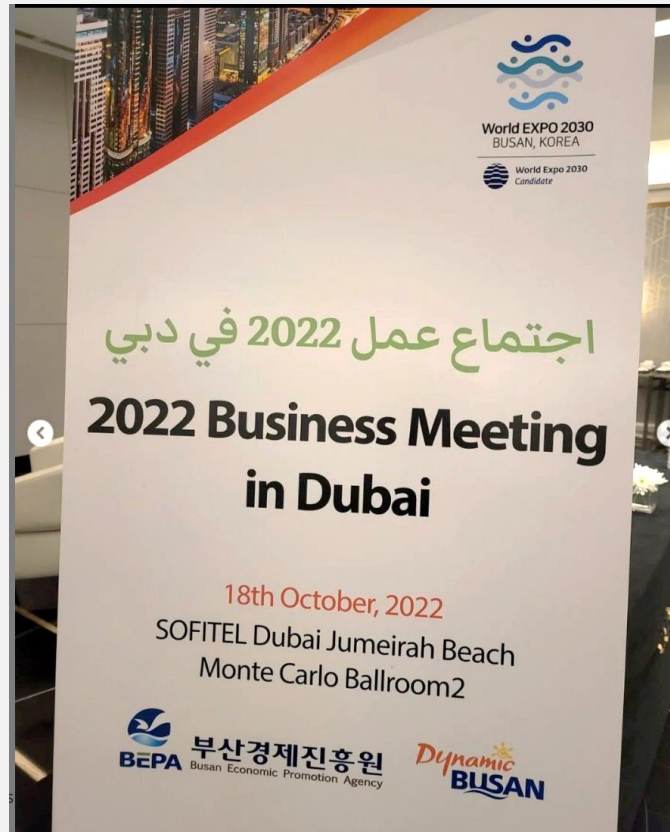 World EXPO 2030
BUSAN, KOREA
World Expo 2030
Candidate
اجتماع عمل 2022 في دبي
2022 Business Meeting
in Dubai
18th October, 2022
SOFITEL Dubai Jumeirah Beach
Monte Carlo Ballroom2
BEPA 부산경제진흥원
Busan Economic Promotion Agency
Dynamic
BUSAN